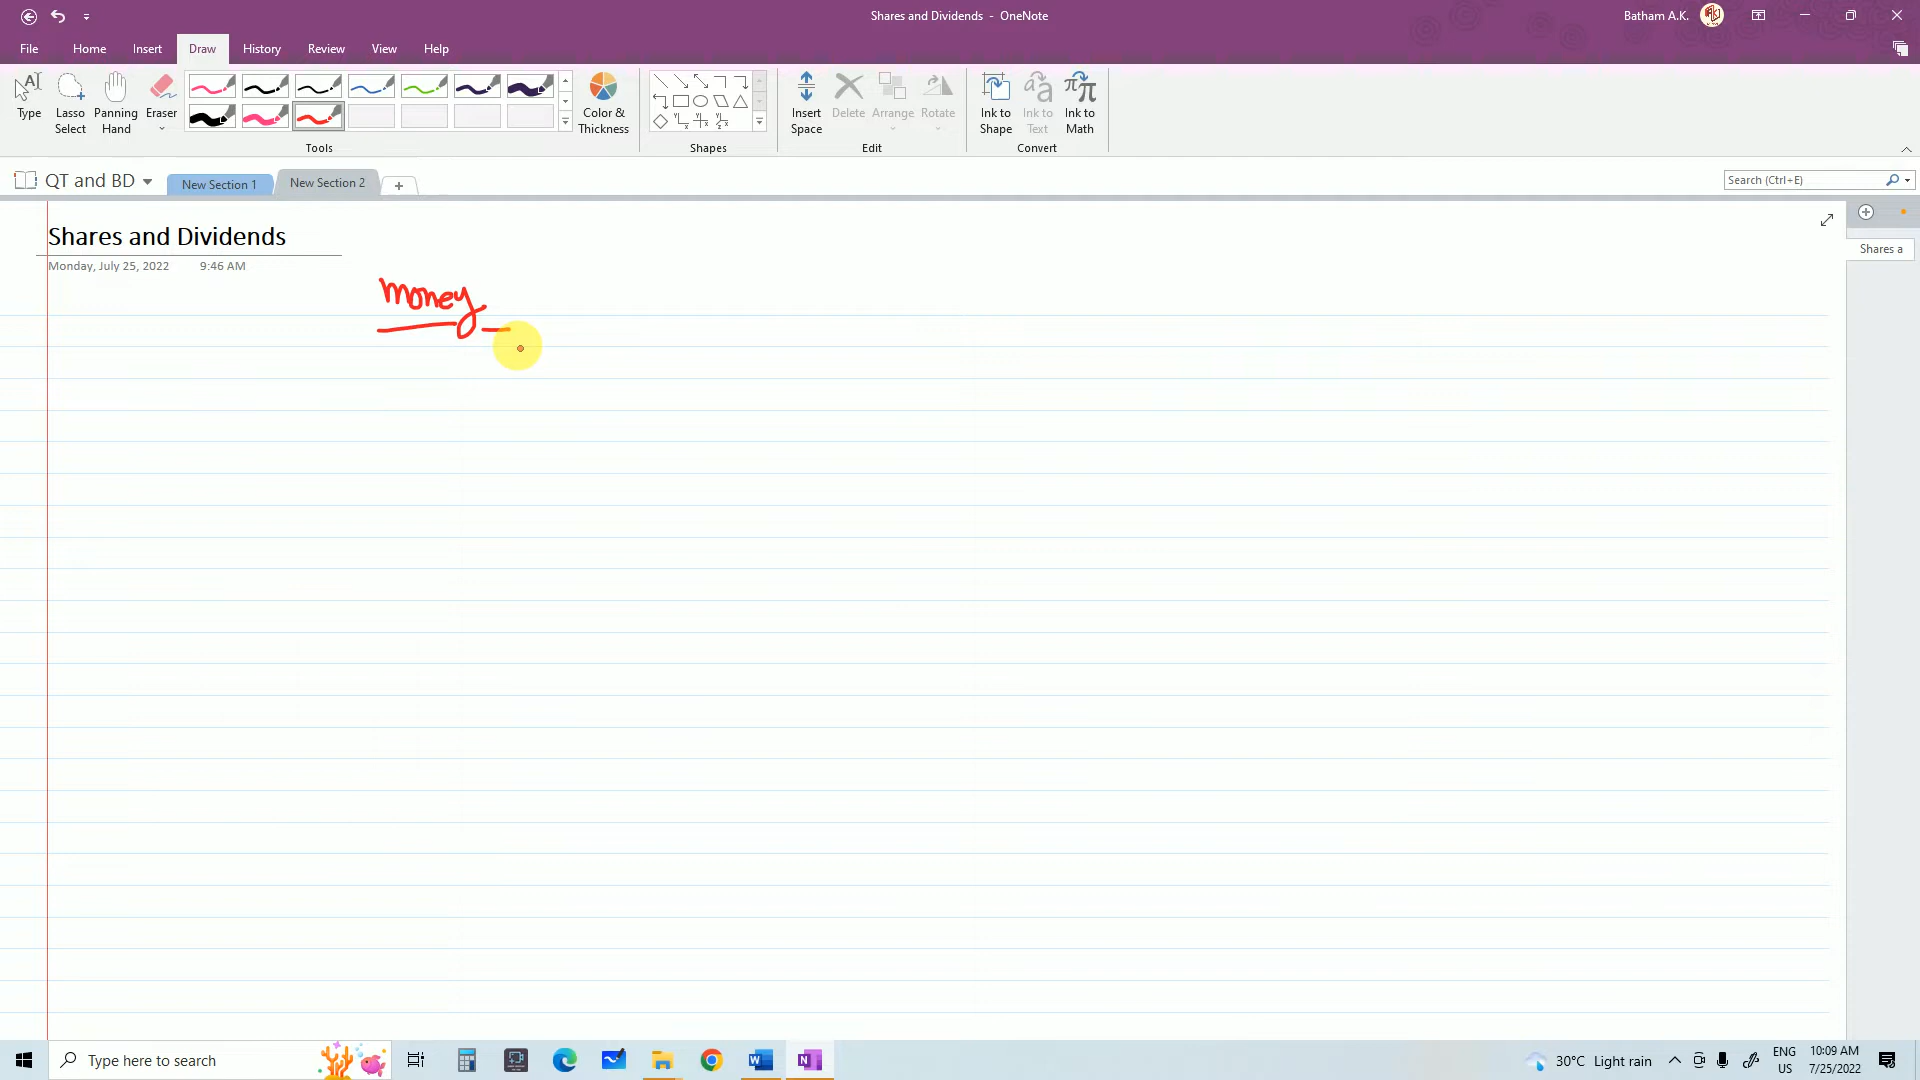 Shares and Dividends - OneNote
Batham A.K.
File Home Insert Draw History Review View Help
Type
Lasso Select
Panning Hand
Eraser
Color & Thickness
Insert Space
Delete
Arrange
Rotate
Ink to Shape
Ink to Text
Ink to Math
Tools
Shapes
Edit
Convert
QT and BD
New Section 1
New Section 2
Search (Ctrl+E)
Shares and Dividends
Shares a
Monday, July 25, 2022 9:46 AM
money
Type here to search
30°C Light rain
ENG
US
10:09 AM
7/25/2022